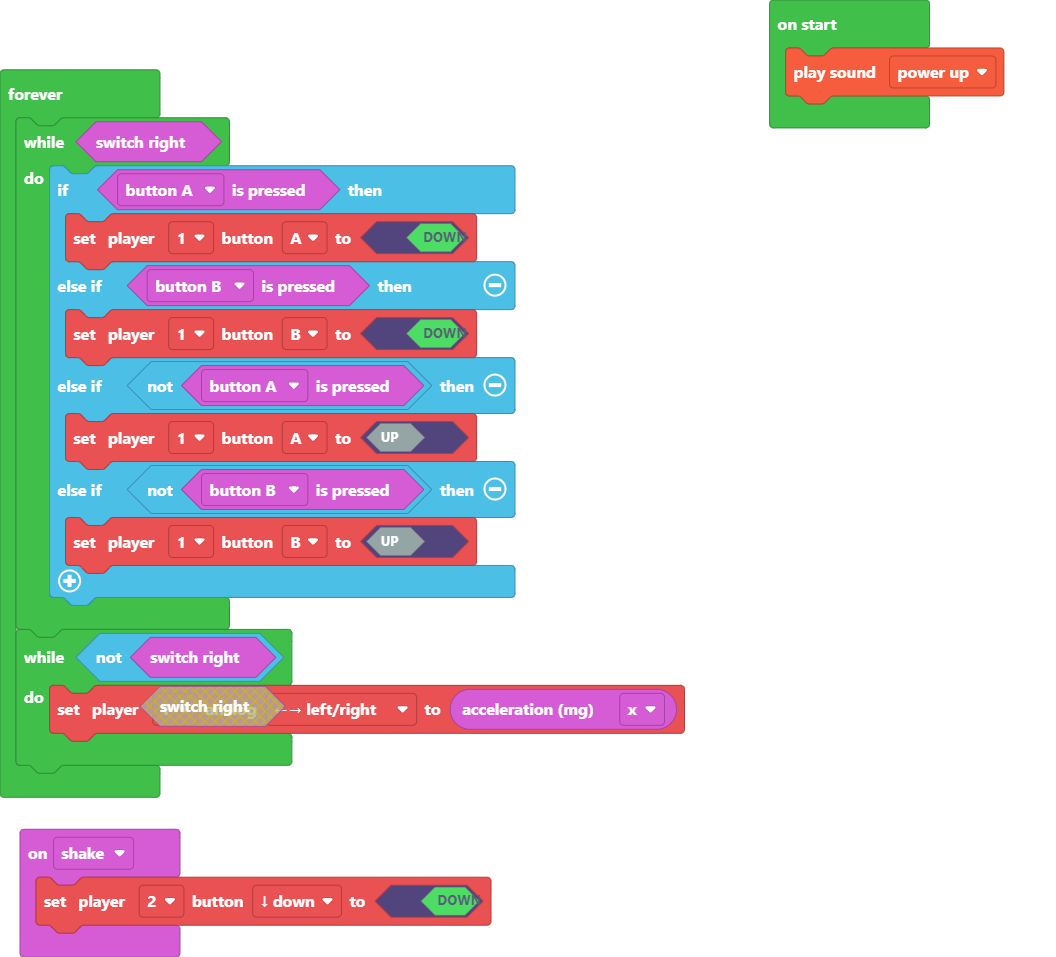 on start
play sound power up
forever
while switch right
do
if button A is pressed then
set player 1 button A to DOWN
else if button B is pressed then
set player 1 button B to DOWN
else if not button A is pressed then
set player 1 button A to UP
else if not button B is pressed then
set player 1 button B to UP
while not switch right
do
set player switch right → left/right to acceleration (mg) x
on shake
set player 2 button ↓ down to DOWN